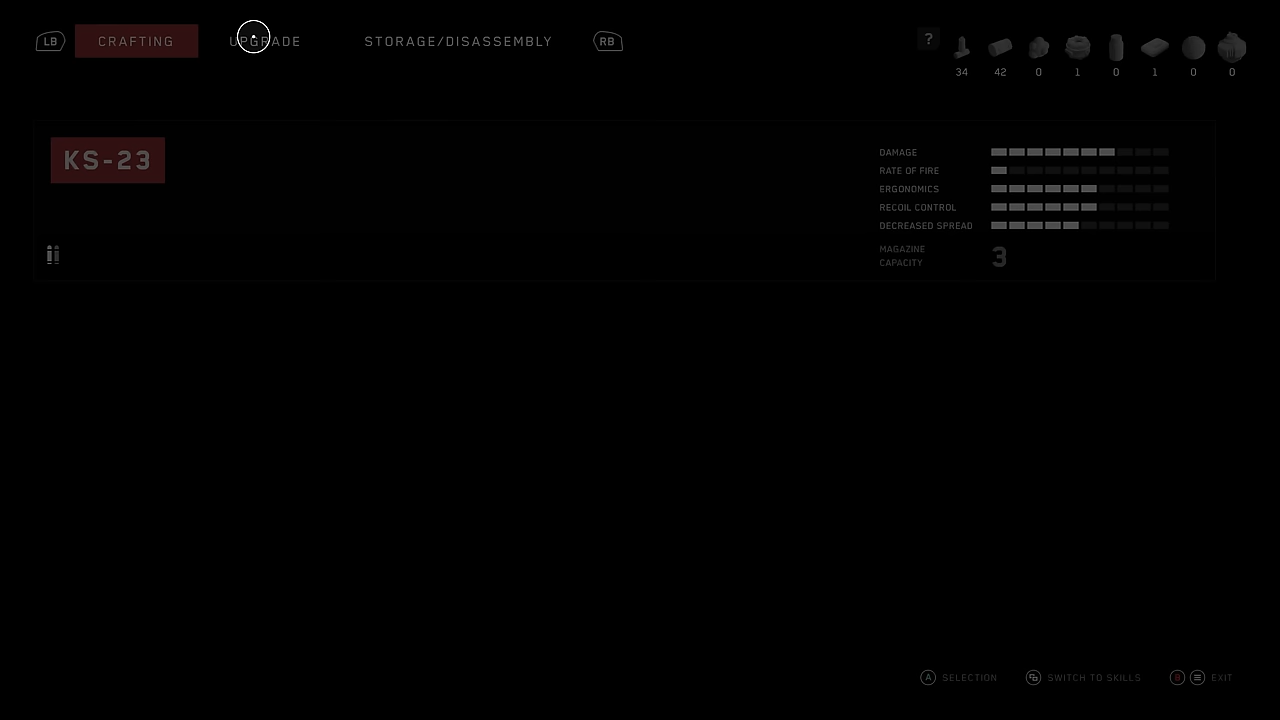 LB CRAFTING UPGRADE STORAGE/DISASSEMBLY RB ?
34 42 0 1 0 1 0 0
KS-23
DAMAGE
RATE OF FIRE
ERGONOMICS
RECOIL CONTROL
DECREASED SPREAD
MAGAZINE
CAPACITY
3
A SELECTION SWITCH TO SKILLS B EXIT